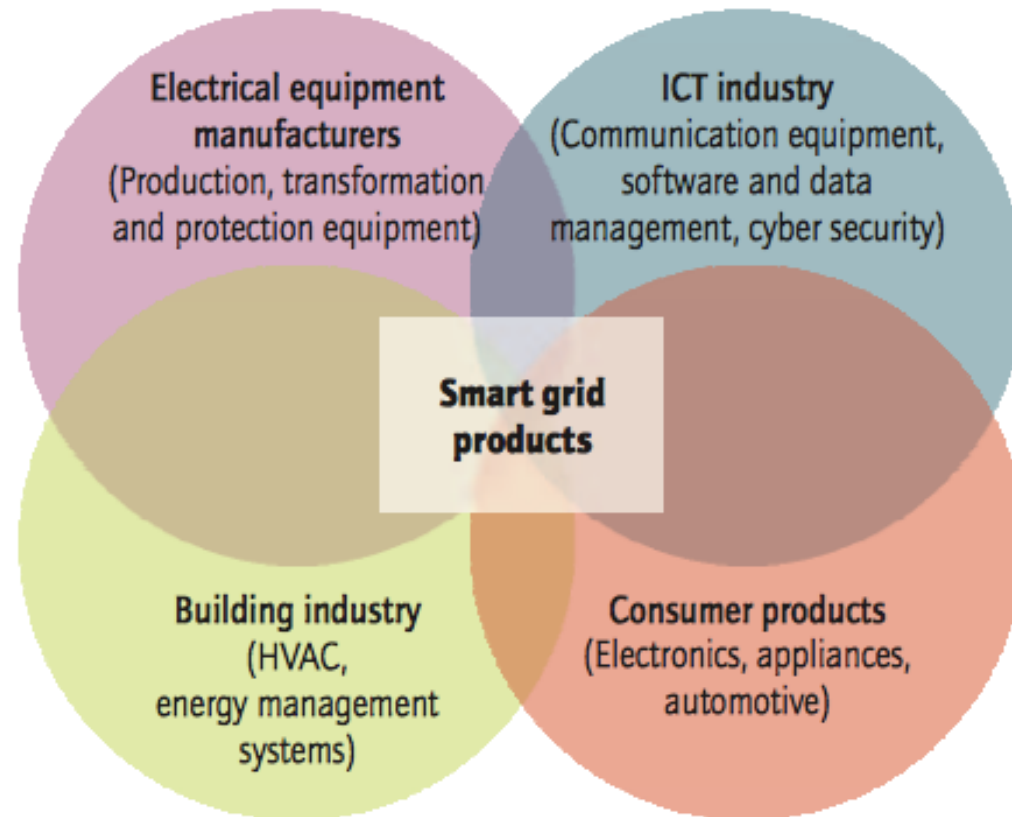 Electrical equipment
manufacturers
(Production, transformation
and protection equipment)
ICT industry
(Communication equipment,
software and data
management, cyber security)
Smart grid
products
Building industry
(HVAC,
energy management
systems)
Consumer products
(Electronics, appliances,
automotive)